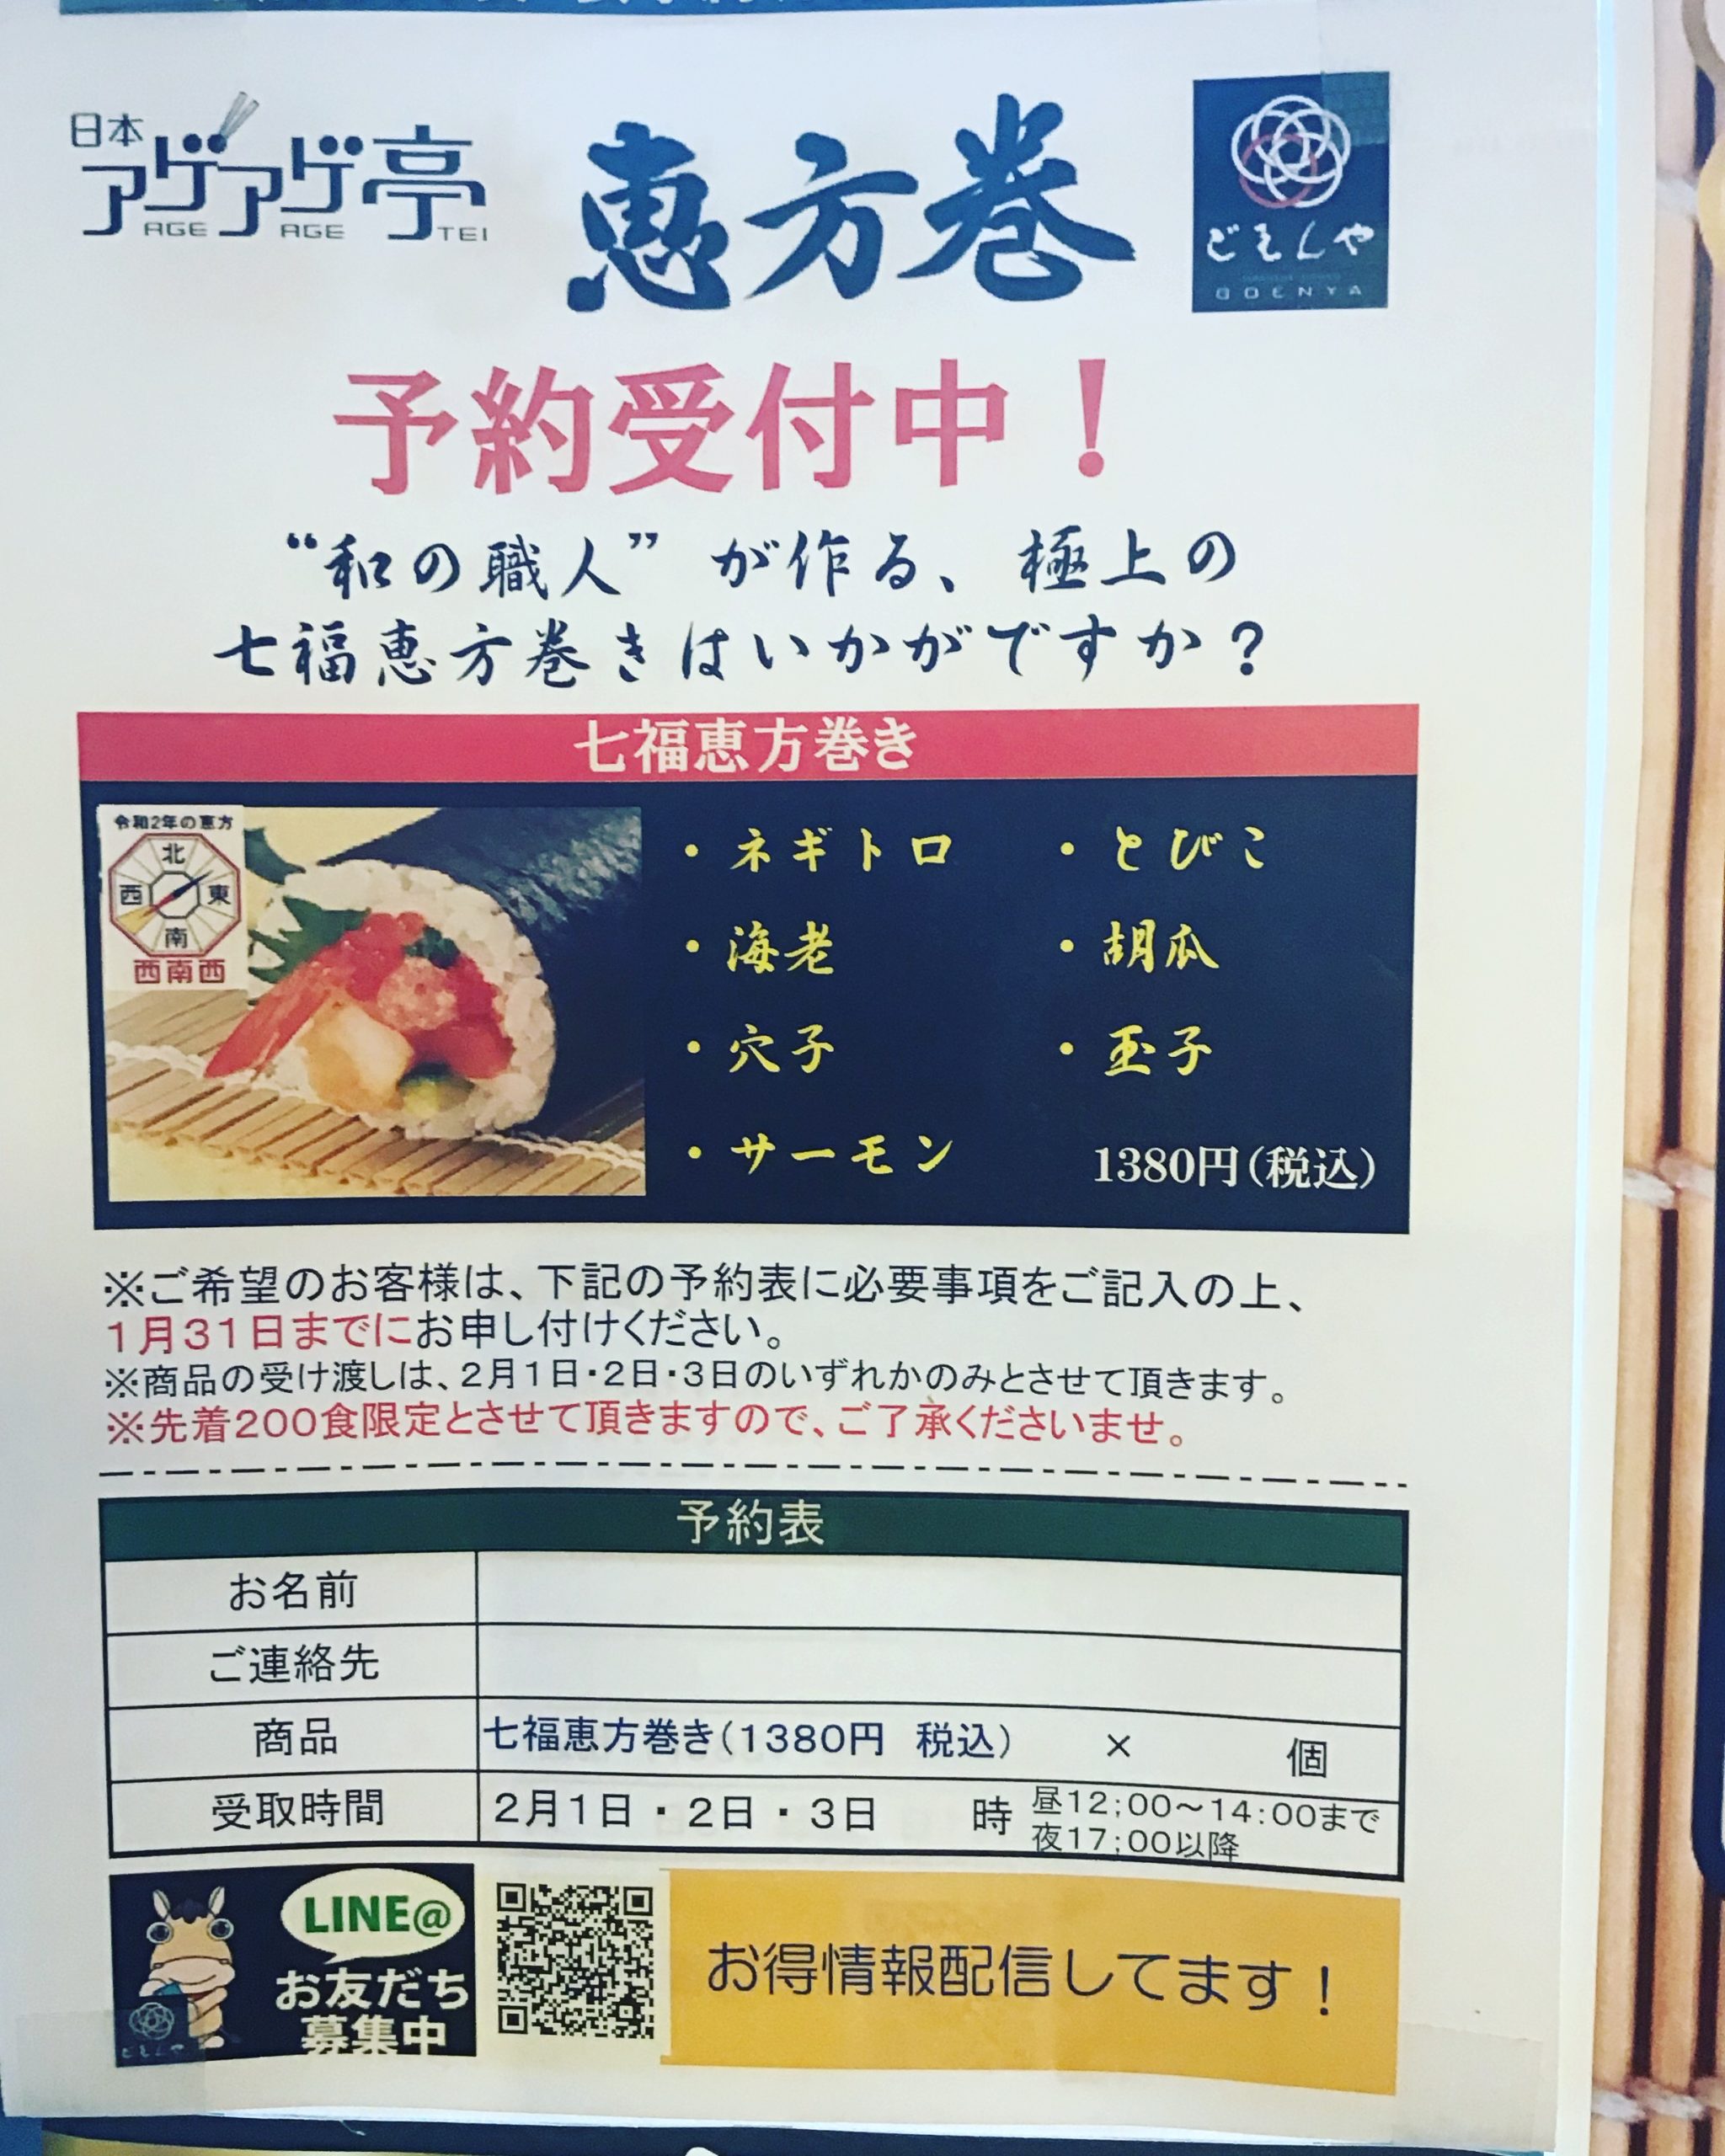 日本
アゲアゲ亭
AGE AGE TEI
恵方巻
ごえんや
GOENYA
予約受付中！
“和の職人”が作る、極上の
七福恵方巻きはいかがですか？
七福恵方巻き
令和2年の恵方
北
西 東
南
西南西
・ネギトロ ・とびこ
・海老 ・胡瓜
・穴子 ・玉子
・サーモン 1380円(税込)
※ご希望のお客様は、下記の予約表に必要事項をご記入の上、
1月31日までにお申し付けください。
※商品の受け渡しは、2月1日・2日・3日のいずれかのみとさせて頂きます。
※先着200食限定とさせて頂きますので、ご了承くださいませ。
予約表
お名前
ご連絡先
商品 七福恵方巻き(1380円 税込) × 個
受取時間 2月1日・2日・3日 時 昼12;00～14:00まで
夜17;00以降
LINE@
お友だち
募集中
ごえんや
お得情報配信してます！